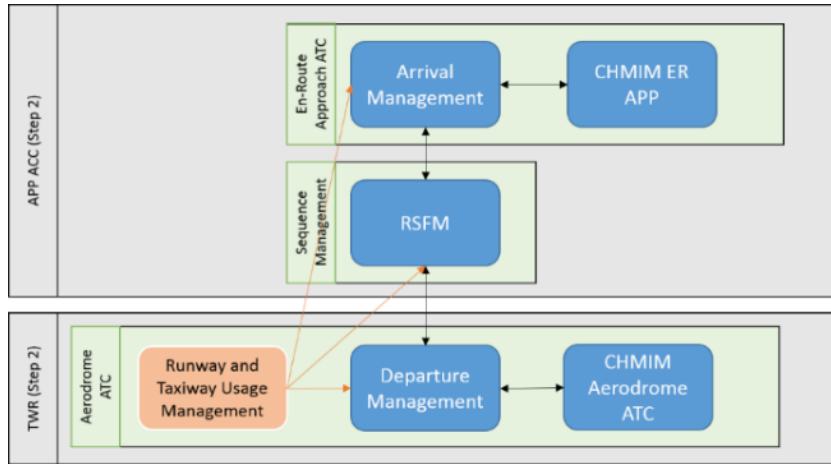 APP ACC (Step 2)
En-Route
Approach ATC
Arrival
Management
CHMIM ER
APP
Sequence
Management
RSFM
TWR (Step 2)
Aerodrome
ATC
Runway and
Taxiway Usage
Management
Departure
Management
CHMIM
Aerodrome
ATC